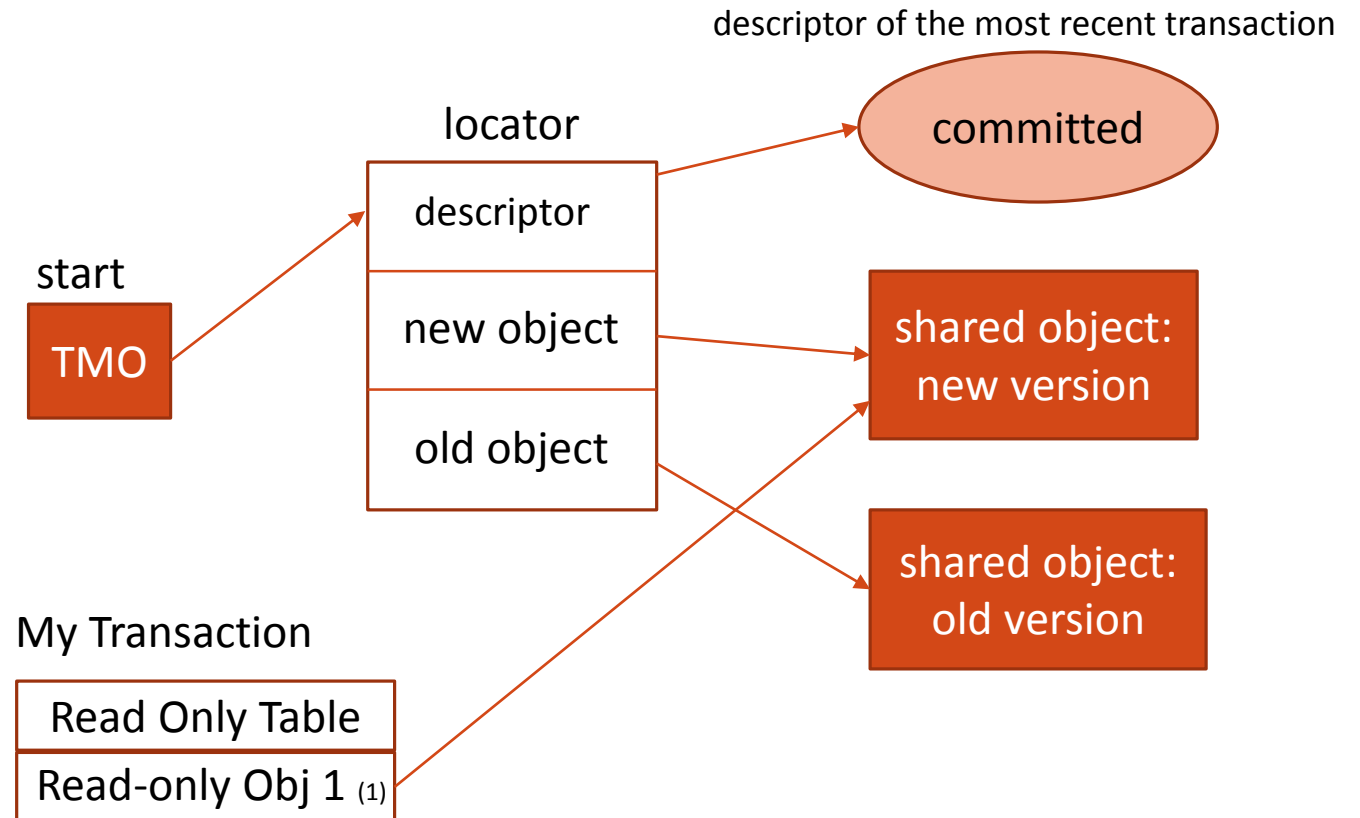 descriptor of the most recent transaction
committed
locator
descriptor
new object
old object
start
TMO
shared object:
new version
shared object:
old version
My Transaction
Read Only Table
Read-only Obj 1 (1)